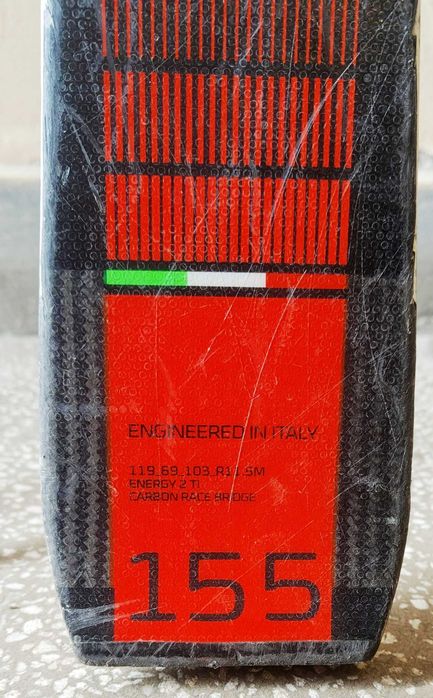 ENGINEERED IN ITALY
119_69_103_R11.5M
ENERGY 2 TI
CARBON RACE BRIDGE
155